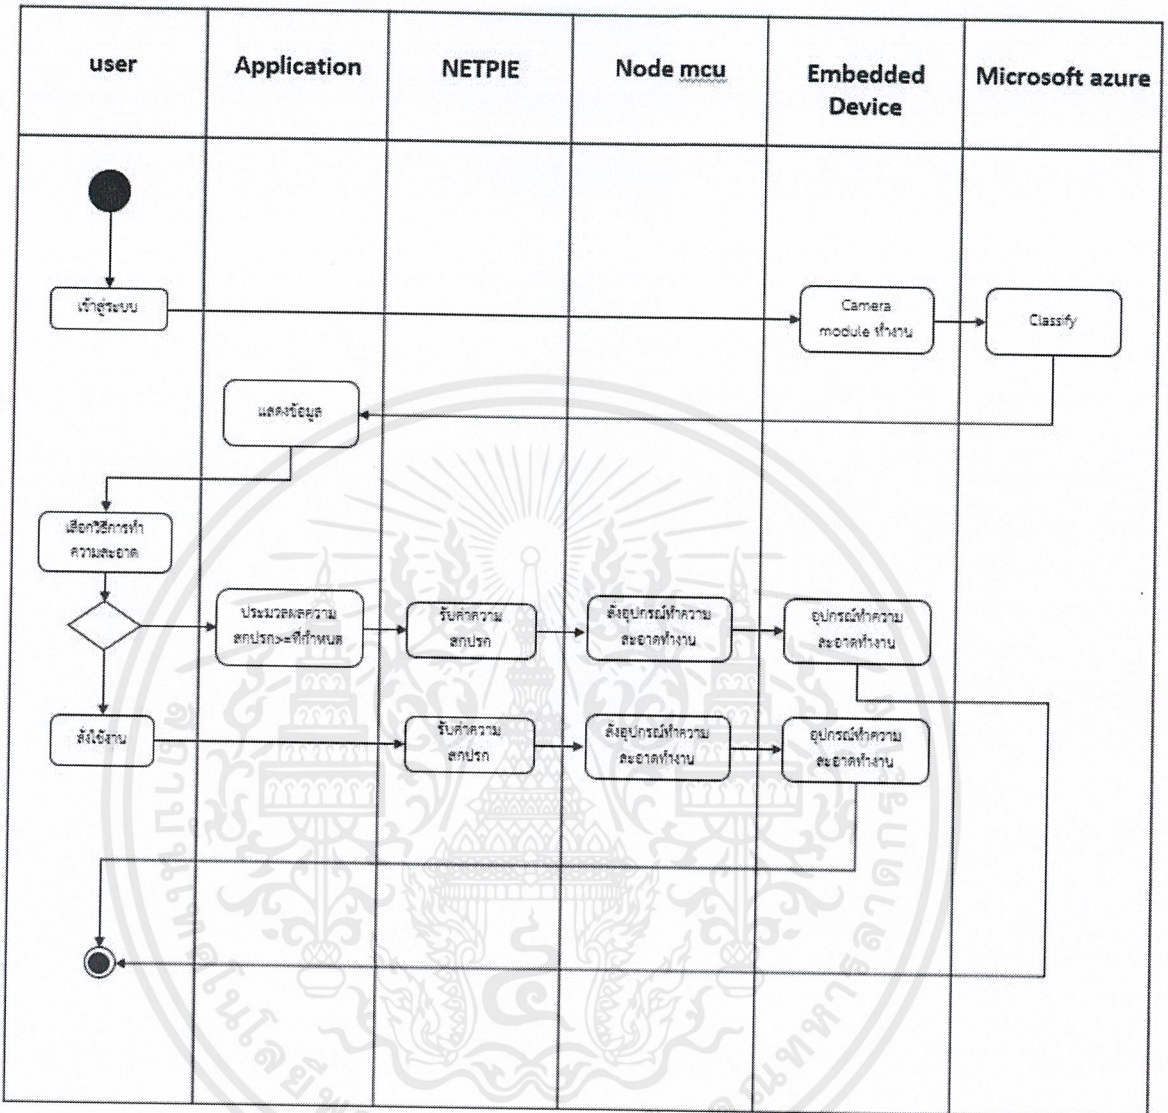 user
Application
NETPIE
Node mcu
Embedded
Device
Microsoft azure
เข้าสู่ระบบ
Camera
module ทำงาน
Classify
แสดงข้อมูล
เลือกวิธีการทำ
ความสะอาด
ประมวลผลความ
สกปรก>=ที่กำหนด
รับค่าความ
สกปรก
สั่งอุปกรณ์ทำความ
สะอาดทำงาน
อุปกรณ์ทำความ
สะอาดทำงาน
สั่งใช้งาน
รับค่าความ
สกปรก
สั่งอุปกรณ์ทำความ
สะอาดทำงาน
อุปกรณ์ทำความ
สะอาดทำงาน